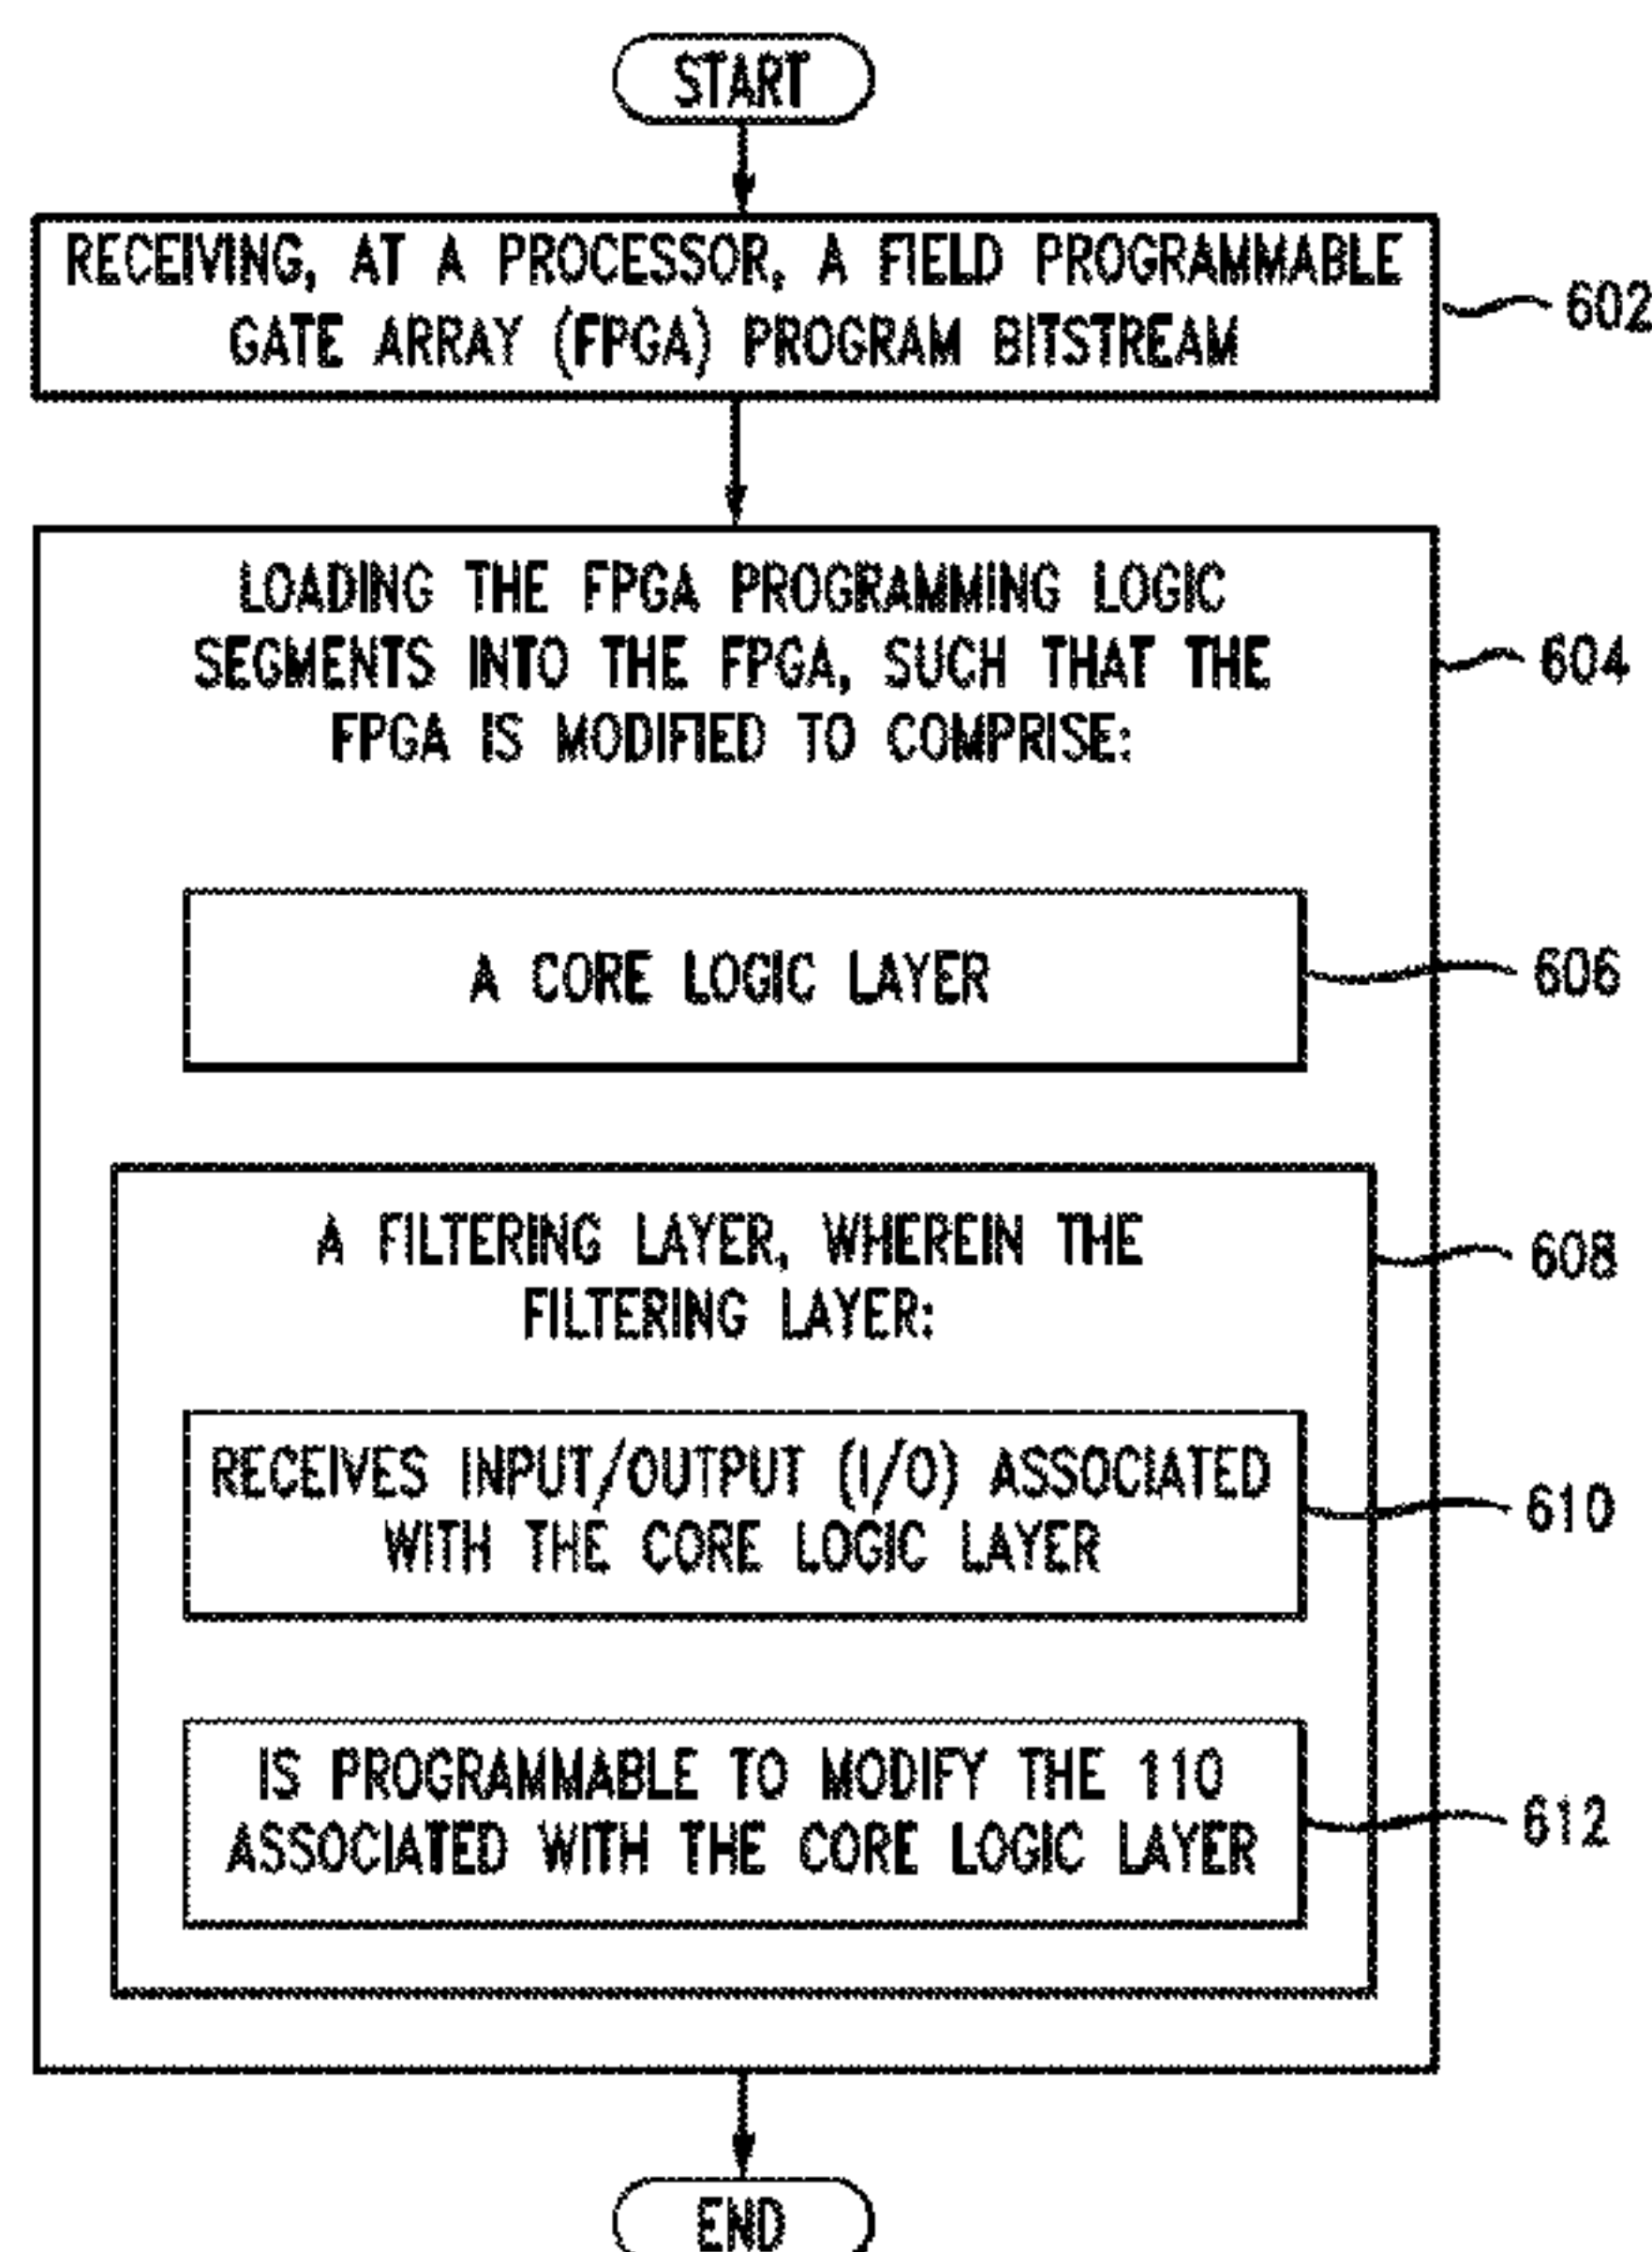 START
RECEIVING, AT A PROCESSOR, A FIELD PROGRAMMABLE
GATE ARRAY (FPGA) PROGRAM BITSTREAM
602
LOADING THE FPGA PROGRAMMING LOGIC
SEGMENTS INTO THE FPGA, SUCH THAT THE
FPGA IS MODIFIED TO COMPRISE:
604
A CORE LOGIC LAYER
606
A FILTERING LAYER, WHEREIN THE
FILTERING LAYER:
608
RECEIVES INPUT/OUTPUT (I/O) ASSOCIATED
WITH THE CORE LOGIC LAYER
610
IS PROGRAMMABLE TO MODIFY THE 110
ASSOCIATED WITH THE CORE LOGIC LAYER
612
END